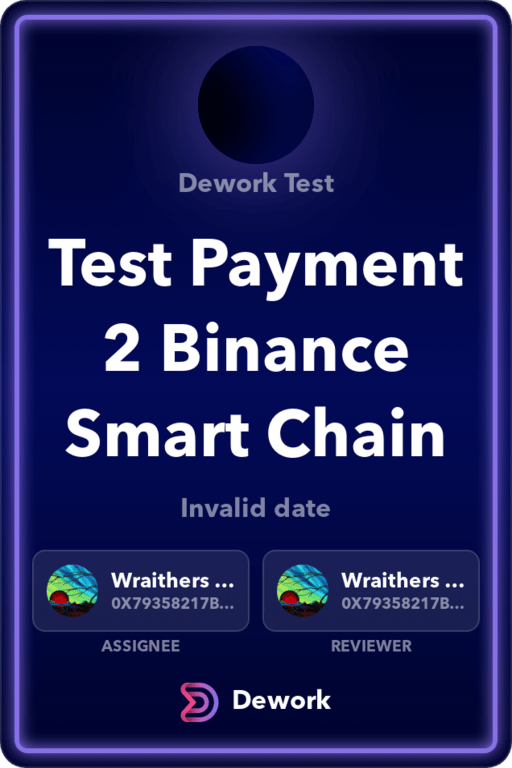 Dework Test
Test Payment
2 Binance
Smart Chain
Invalid date
Wraithers ...
0X79358217B...
Wraithers ...
0X79358217B...
ASSIGNEE
REVIEWER
Dework